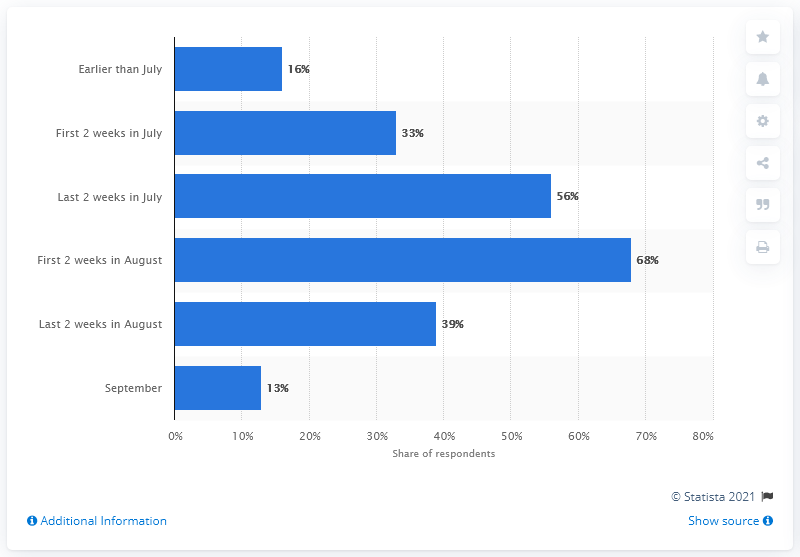 Earlier than July 16%
First 2 weeks in July 33%
Last 2 weeks in July 56%
First 2 weeks in August 68%
Last 2 weeks in August 39%
September 13%
0% 10% 20% 30% 40% 50% 60% 70% 80%
Share of respondents
© Statista 2021
Additional Information Show source